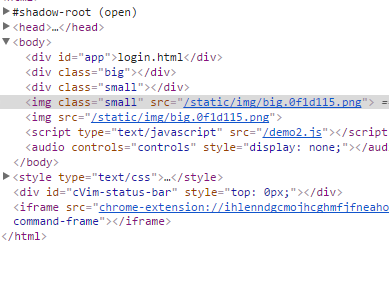 #shadow-root (open)
<head>…</head>
<body>
<div id="app">login.html</div>
<div class="big"></div>
<div class="small"></div>
<img class="small" src="/static/img/big.0f1d115.png"> =
<img src="/static/img/big.0f1d115.png">
<script type="text/javascript" src="/demo2.js"></script
<audio controls="controls" style="display: none;"></aud
</body>
<style type="text/css">…</style>
<div id="cVim-status-bar" style="top: 0px;"></div>
<iframe src="chrome-extension://ihlenndgcmojhcghmfjfneaho
command-frame"></iframe>
</html>